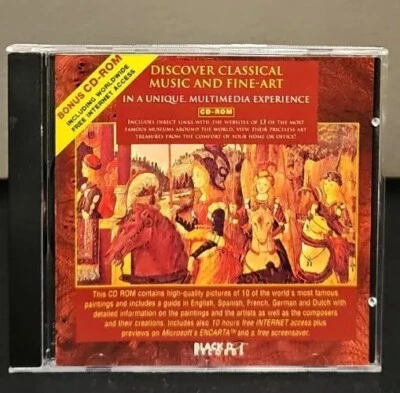 BONUS CD-ROM
INCLUDING WORLDWIDE
FREE INTERNET ACCESS
DISCOVER CLASSICAL
MUSIC AND FINE-ART
IN A UNIQUE, MULTIMEDIA EXPERIENCE
CD-ROM
INCLUDES DIRECT LINKS WITH THE WEBSITES OF 13 OF THE MOST
FAMOUS MUSEUMS AROUND THE WORLD, VIEW THEIR PRICELESS ART
TREASURES FROM THE COMFORT OF YOUR HOME OR OFFICE!
This CD ROM contains high-quality pictures of 10 of the world's most famous
paintings and includes a guide in English, Spanish, French, German and Dutch with
detailed information on the paintings and the artists as well as the composers
and their creations. Includes also 10 hours free INTERNET access plus
previews on Microsoft's ENCARTA™ and a free screensaver.
BLACK